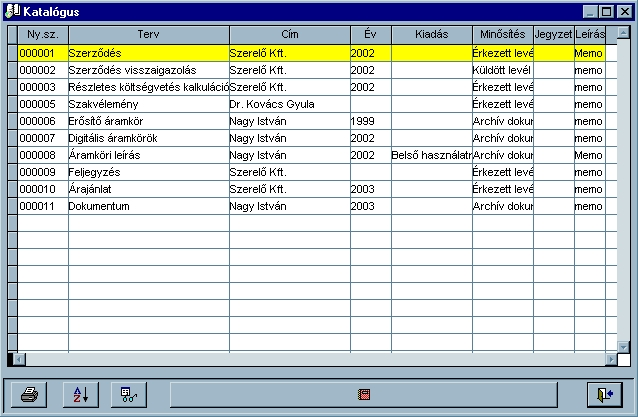 Katalógus
Ny.sz. Terv Cím Év Kiadás Minősítés Jegyzet Leírás
000001 Szerződés Szerelő Kft. 2002 Érkezett levé Memo
000002 Szerződés visszaigazolás Szerelő Kft. 2002 Küldött levél memo
000003 Részletes költségvetés kalkuláció Szerelő Kft. 2002 Érkezett levé memo
000005 Szakvélemény Dr. Kovács Gyula Érkezett levé memo
000006 Erősítő áramkör Nagy István 1999 Archív dokur memo
000007 Digitális áramkörök Nagy István 2002 Archív dokur memo
000008 Áramköri leírás Nagy István 2002 Belső használatr Archív dokur Memo
000009 Feljegyzés Szerelő Kft. Érkezett levé memo
000010 Árajánlat Szerelő Kft. 2003 Érkezett levé memo
000011 Dokumentum Nagy István 2003 Archív dokur memo
A
Z